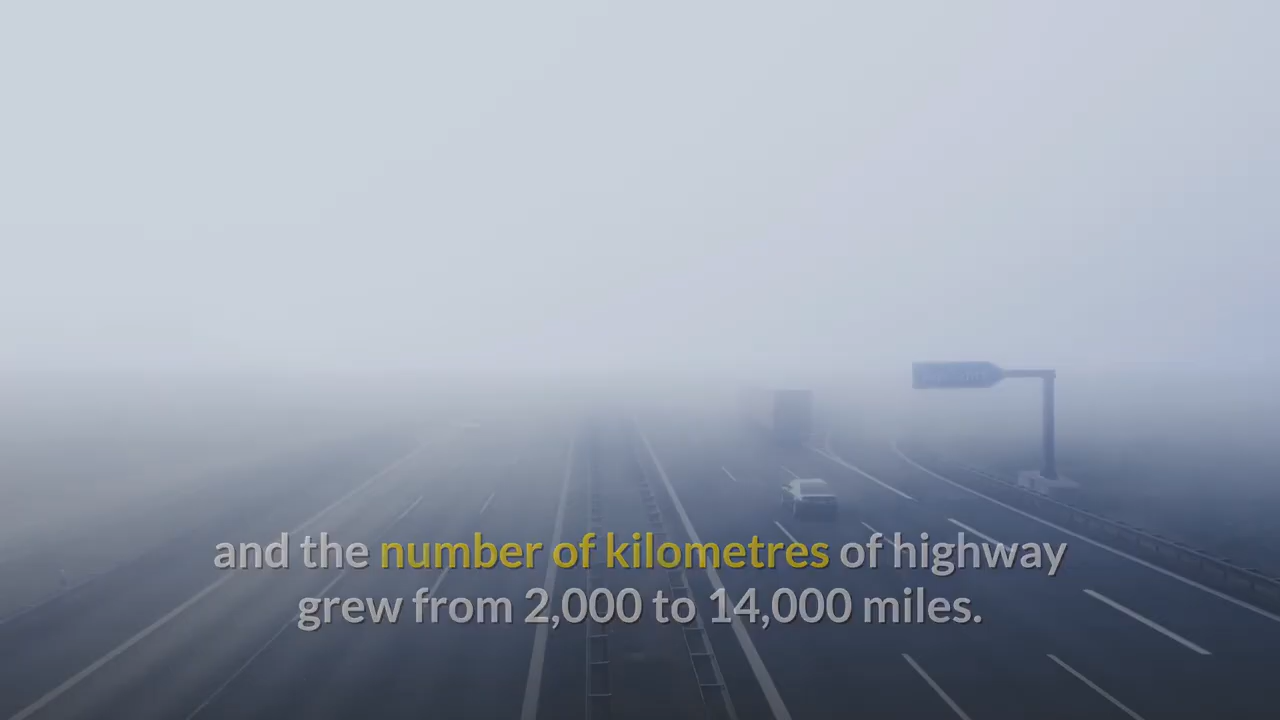 and the number of kilometres of highway
grew from 2,000 to 14,000 miles.